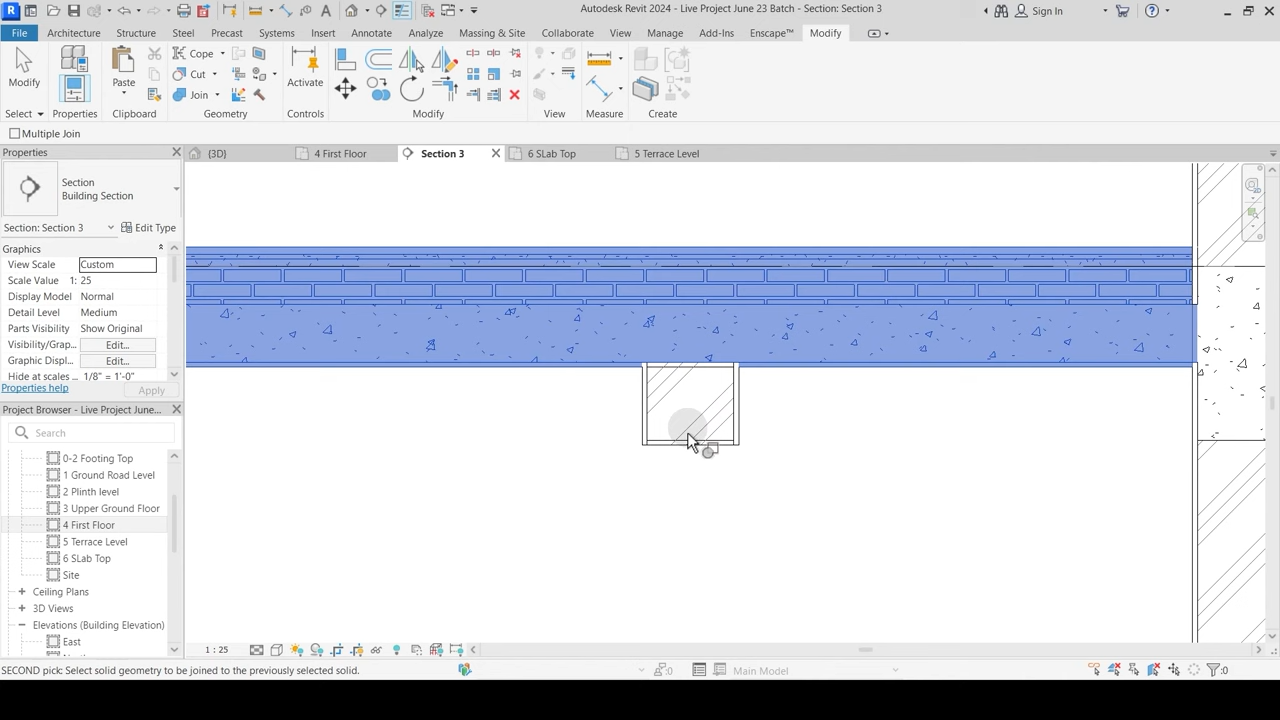 Autodesk Revit 2024 - Live Project June 23 Batch - Section: Section 3
Sign In
File Architecture Structure Steel Precast Systems Insert Annotate Analyze Massing & Site Collaborate View Manage Add-Ins Enscape™ Modify
Modify
Paste
Cope
Cut
Join
Activate
Select Properties Clipboard Geometry Controls Modify View Measure Create
Multiple Join
Properties
{3D} 4 First Floor Section 3 6 SLab Top 5 Terrace Level
Section
Building Section
Section: Section 3 Edit Type
Graphics
View Scale Custom
Scale Value 1: 25
Display Model Normal
Detail Level Medium
Parts Visibility Show Original
Visibility/Grap... Edit...
Graphic Displ... Edit...
Hide at scales ... 1/8" = 1'-0"
Properties help Apply
Project Browser - Live Project June...
Search
0-2 Footing Top
1 Ground Road Level
2 Plinth level
3 Upper Ground Floor
4 First Floor
5 Terrace Level
6 SLab Top
Site
Ceiling Plans
3D Views
Elevations (Building Elevation)
East
1 : 25
SECOND pick: Select solid geometry to be joined to the previously selected solid. :0 Main Model :0